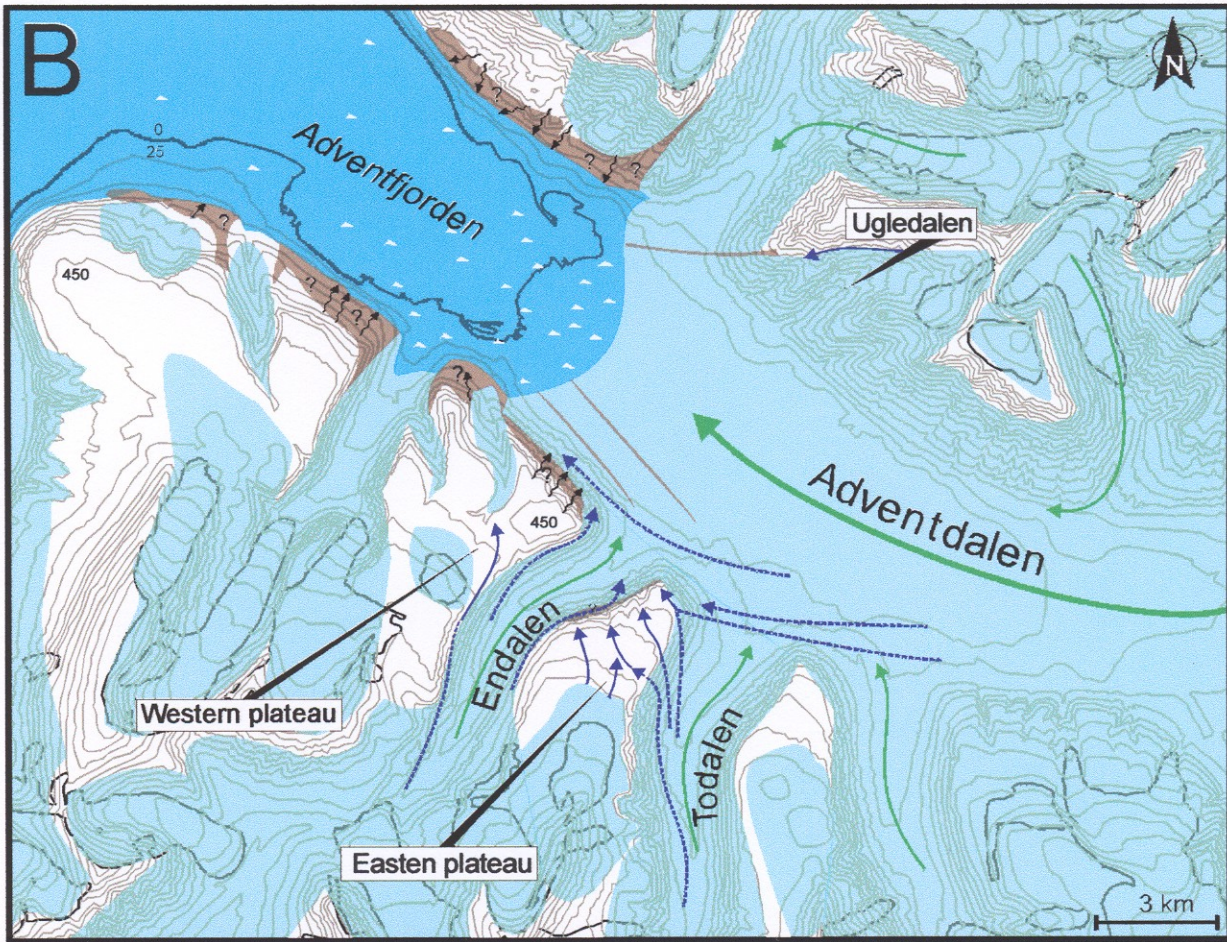 B
N
0
25
Adventfjorden
?
?
?
?
?
Ugledalen
450
?
?
?
?
450
?
Adventdalen
Endalen
Western plateau
Todalen
Easten plateau
3 km